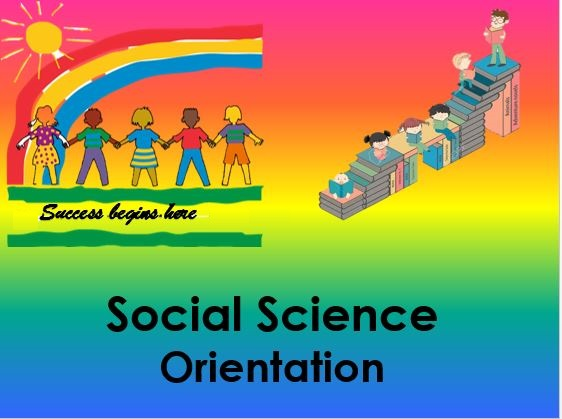 Success begins here
Social Science
Orientation